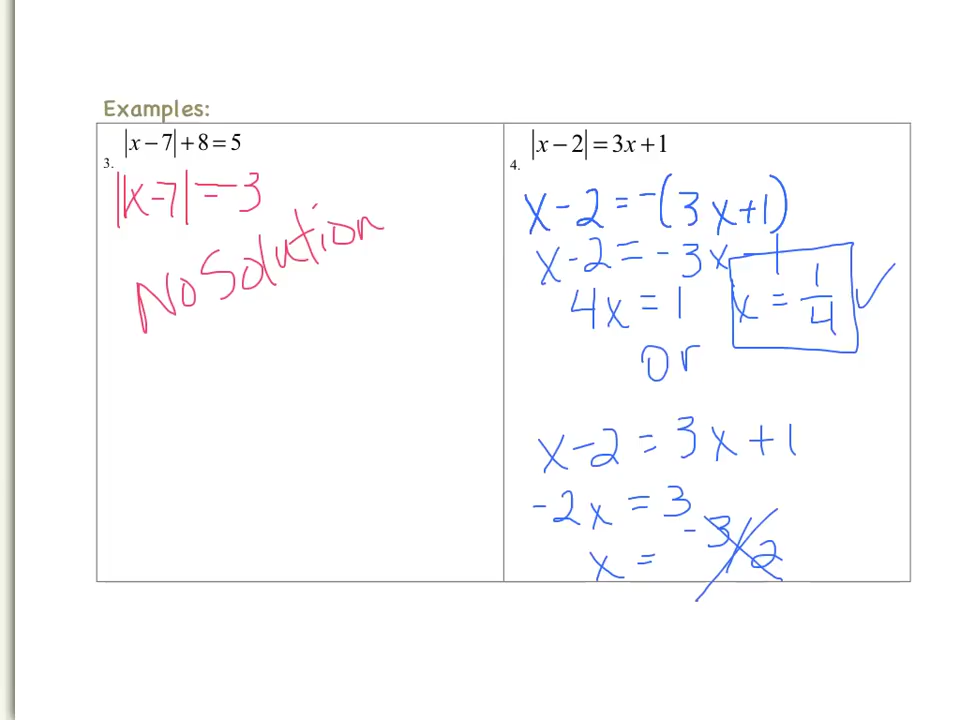 Examples:
3. |x − 7| + 8 = 5
|x-7| = -3
No Solution
4. |x − 2| = 3x + 1
x - 2 = -(3x+1)
x - 2 = -3x - 1
4x = 1 x = 1/4 ✓
or
x - 2 = 3x + 1
-2x = 3
x = -3/2